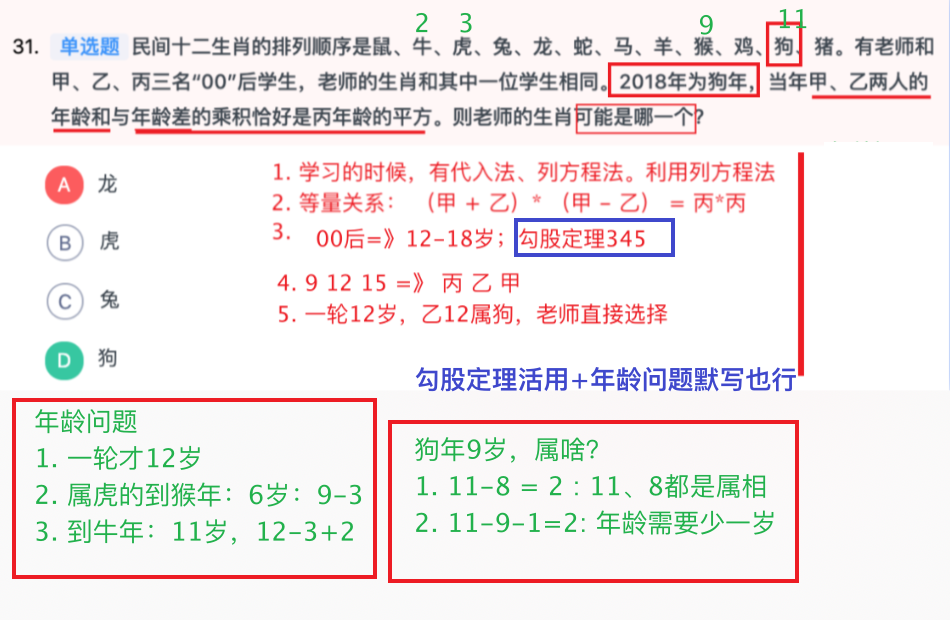 2 3 9 11
31. 单选题 民间十二生肖的排列顺序是鼠、牛、虎、兔、龙、蛇、马、羊、猴、鸡、狗、猪。有老师和
甲、乙、丙三名“00”后学生，老师的生肖和其中一位学生相同。2018年为狗年，当年甲、乙两人的
年龄和与年龄差的乘积恰好是丙年龄的平方。则老师的生肖可能是哪一个?
A 龙
B 虎
C 兔
D 狗
1. 学习的时候，有代入法、列方程法。利用列方程法
2. 等量关系： （甲 + 乙）* （甲 - 乙） = 丙*丙
3. 00后=》12-18岁；勾股定理345
4. 9 12 15 =》 丙 乙 甲
5. 一轮12岁，乙12属狗，老师直接选择
勾股定理活用+年龄问题默写也行
年龄问题
1. 一轮才12岁
2. 属虎的到猴年：6岁：9-3
3. 到牛年：11岁，12-3+2
狗年9岁，属啥?
1. 11-8 = 2 : 11、8都是属相
2. 11-9-1=2: 年龄需要少一岁